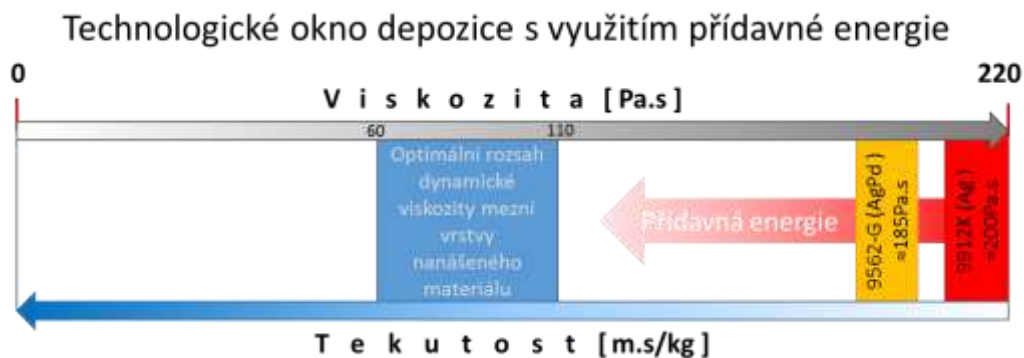 Technologické okno depozice s využitím přídavné energie
0
220
V i s k o z i t a [ Pa.s ]
60
110
Optimální rozsah
dynamické
viskozity mezní
vrstvy
nanášeného
materiálu
Přídavná energie
9562-G (AgPd )
≈185Pa.s
9912K (Ag)
≈200Pa.s
T e k u t o s t [ m.s/kg ]